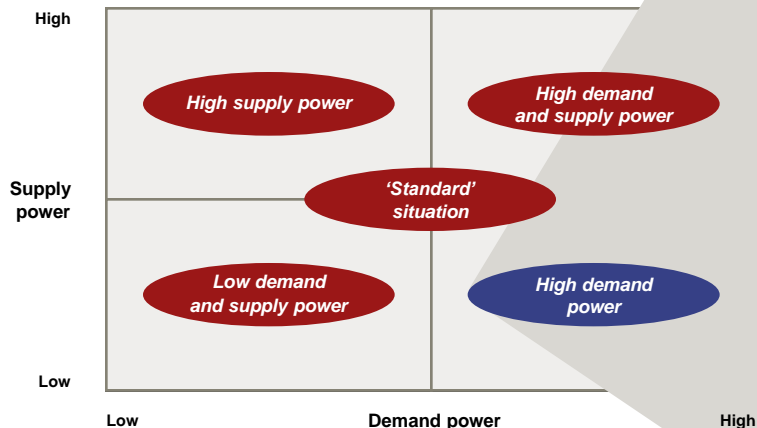 High
High supply power
High demand
and supply power
Supply
power
‘Standard’
situation
Low demand
and supply power
High demand
power
Low
Low
Demand power
High